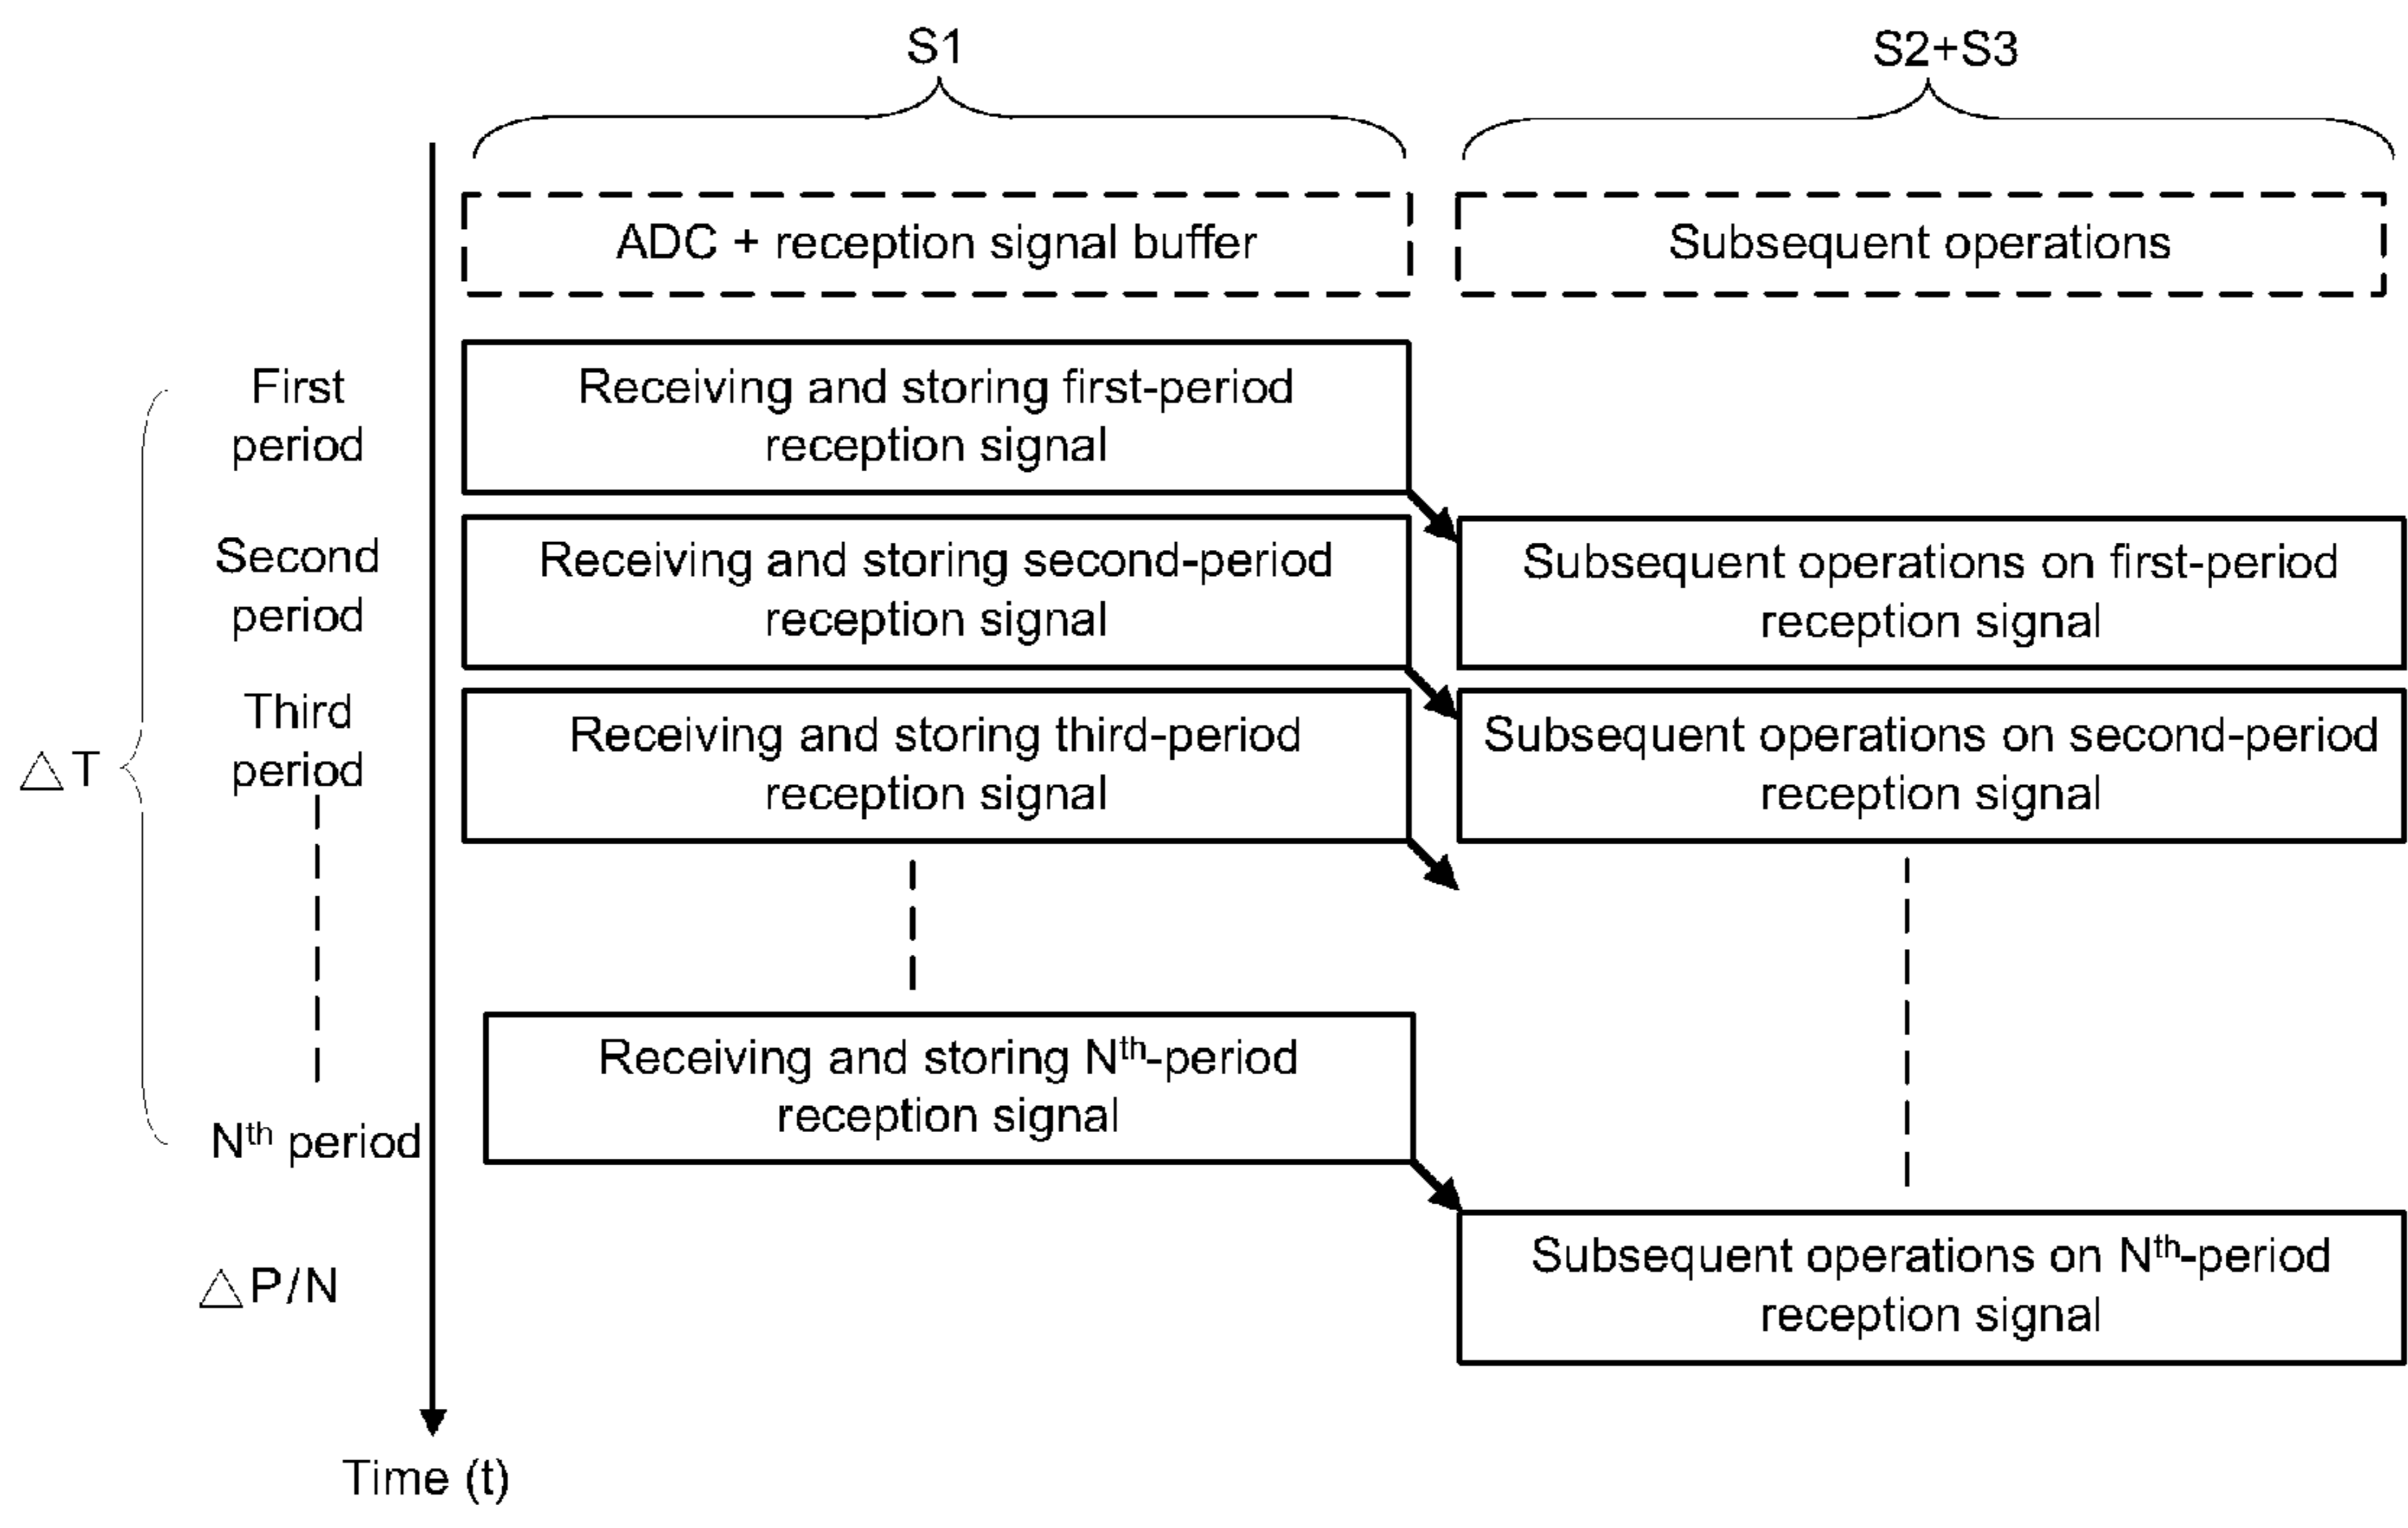 S1
S2+S3
ADC + reception signal buffer
Subsequent operations
First
period
Receiving and storing first-period
reception signal
Second
period
Receiving and storing second-period
reception signal
Subsequent operations on first-period
reception signal
Third
period
Receiving and storing third-period
reception signal
Subsequent operations on second-period
reception signal
△T
Receiving and storing Nth-period
reception signal
Nth period
Subsequent operations on Nth-period
reception signal
△P/N
Time (t)